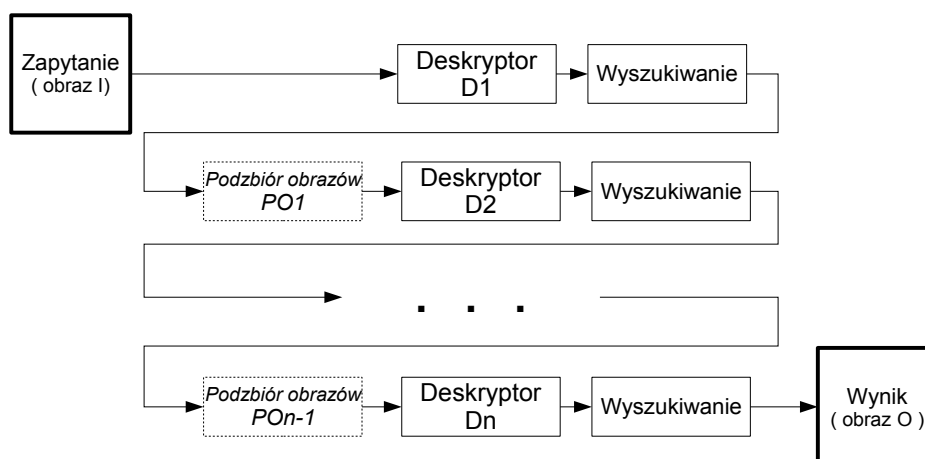 Zapytanie
( obraz I)
Deskryptor
D1
Wyszukiwanie
Podzbiór obrazów
PO1
Deskryptor
D2
Wyszukiwanie
. . .
Podzbiór obrazów
POn-1
Deskryptor
Dn
Wyszukiwanie
Wynik
( obraz O )